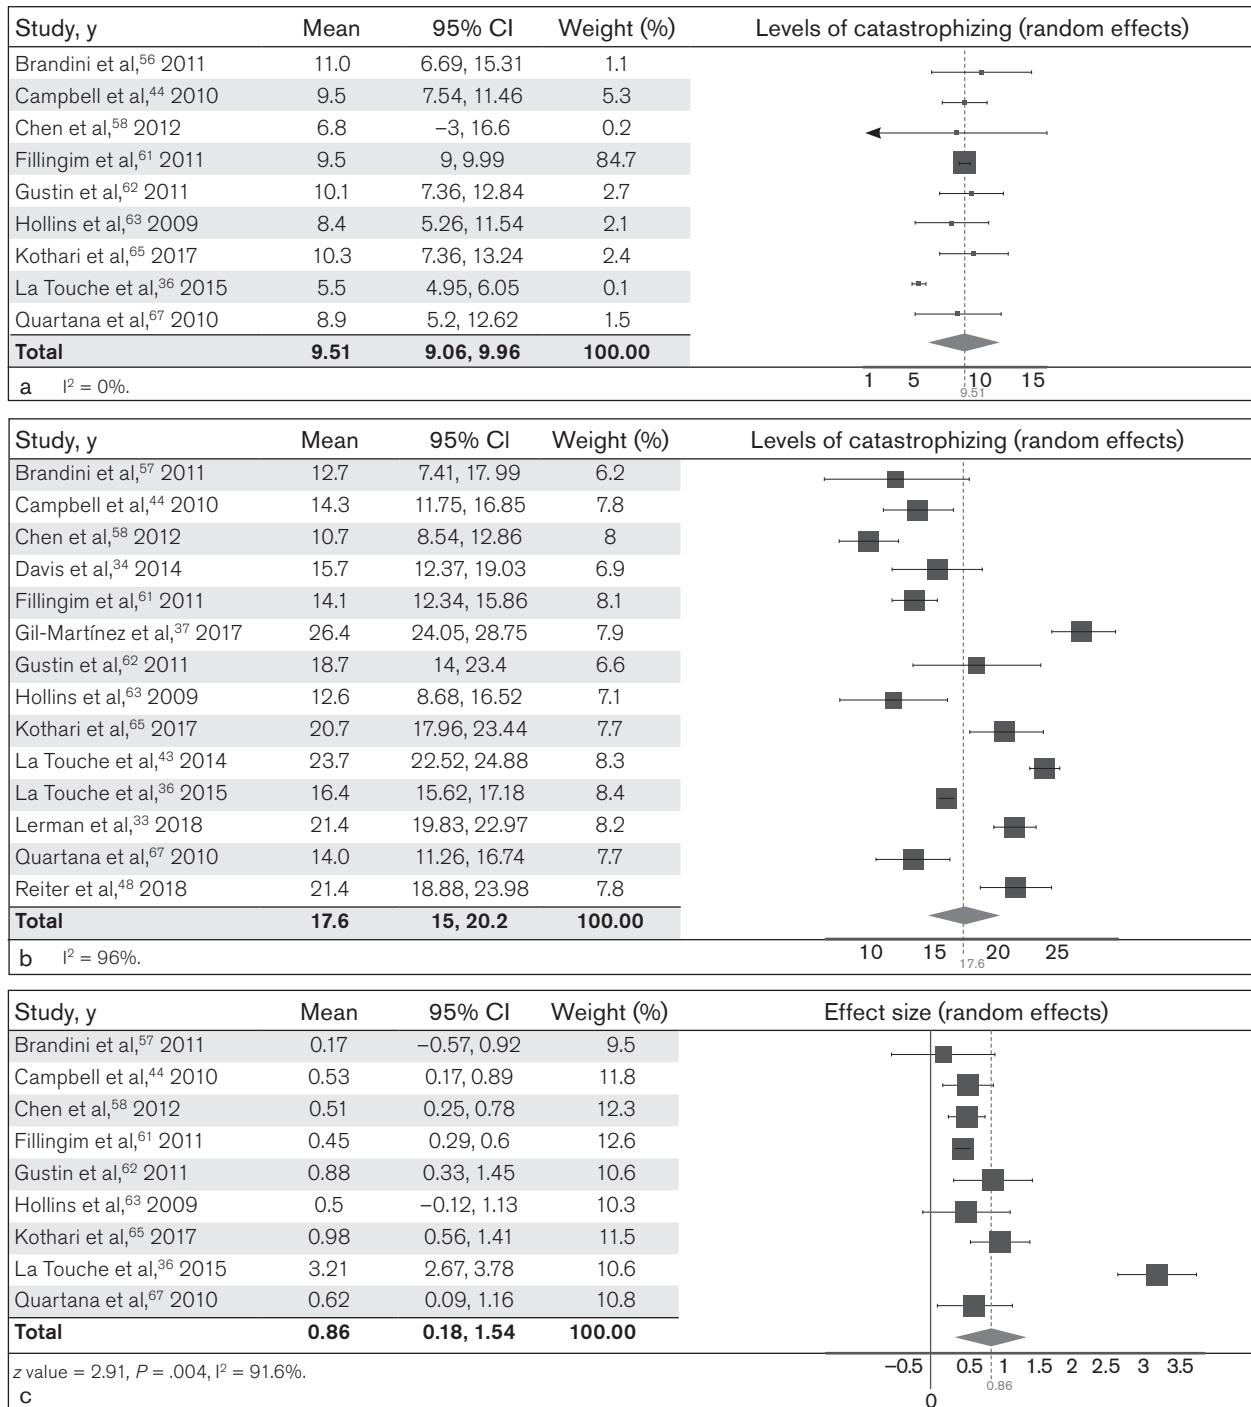 Study, y Mean 95% CI Weight (%) Levels of catastrophizing (random effects)
Brandini et al,⁵⁶ 2011 11.0 6.69, 15.31 1.1
Campbell et al,⁴⁴ 2010 9.5 7.54, 11.46 5.3
Chen et al,⁵⁸ 2012 6.8 −3, 16.6 0.2
Fillingim et al,⁶¹ 2011 9.5 9, 9.99 84.7
Gustin et al,⁶² 2011 10.1 7.36, 12.84 2.7
Hollins et al,⁶³ 2009 8.4 5.26, 11.54 2.1
Kothari et al,⁶⁵ 2017 10.3 7.36, 13.24 2.4
La Touche et al,³⁶ 2015 5.5 4.95, 6.05 0.1
Quartana et al,⁶⁷ 2010 8.9 5.2, 12.62 1.5
Total 9.51 9.06, 9.96 100.00
a I² = 0%. 1 5 10 15
9.51
Study, y Mean 95% CI Weight (%) Levels of catastrophizing (random effects)
Brandini et al,⁵⁷ 2011 12.7 7.41, 17. 99 6.2
Campbell et al,⁴⁴ 2010 14.3 11.75, 16.85 7.8
Chen et al,⁵⁸ 2012 10.7 8.54, 12.86 8
Davis et al,³⁴ 2014 15.7 12.37, 19.03 6.9
Fillingim et al,⁶¹ 2011 14.1 12.34, 15.86 8.1
Gil-Martínez et al,³⁷ 2017 26.4 24.05, 28.75 7.9
Gustin et al,⁶² 2011 18.7 14, 23.4 6.6
Hollins et al,⁶³ 2009 12.6 8.68, 16.52 7.1
Kothari et al,⁶⁵ 2017 20.7 17.96, 23.44 7.7
La Touche et al,⁴³ 2014 23.7 22.52, 24.88 8.3
La Touche et al,³⁶ 2015 16.4 15.62, 17.18 8.4
Lerman et al,³³ 2018 21.4 19.83, 22.97 8.2
Quartana et al,⁶⁷ 2010 14.0 11.26, 16.74 7.7
Reiter et al,⁴⁸ 2018 21.4 18.88, 23.98 7.8
Total 17.6 15, 20.2 100.00
b I² = 96%. 10 15 20 25
17.6
Study, y Mean 95% CI Weight (%) Effect size (random effects)
Brandini et al,⁵⁷ 2011 0.17 −0.57, 0.92 9.5
Campbell et al,⁴⁴ 2010 0.53 0.17, 0.89 11.8
Chen et al,⁵⁸ 2012 0.51 0.25, 0.78 12.3
Fillingim et al,⁶¹ 2011 0.45 0.29, 0.6 12.6
Gustin et al,⁶² 2011 0.88 0.33, 1.45 10.6
Hollins et al,⁶³ 2009 0.5 −0.12, 1.13 10.3
Kothari et al,⁶⁵ 2017 0.98 0.56, 1.41 11.5
La Touche et al,³⁶ 2015 3.21 2.67, 3.78 10.6
Quartana et al,⁶⁷ 2010 0.62 0.09, 1.16 10.8
Total 0.86 0.18, 1.54 100.00
z value = 2.91, P = .004, I² = 91.6%. −0.5 0.5 1 1.5 2 2.5 3 3.5
0.86
c 0